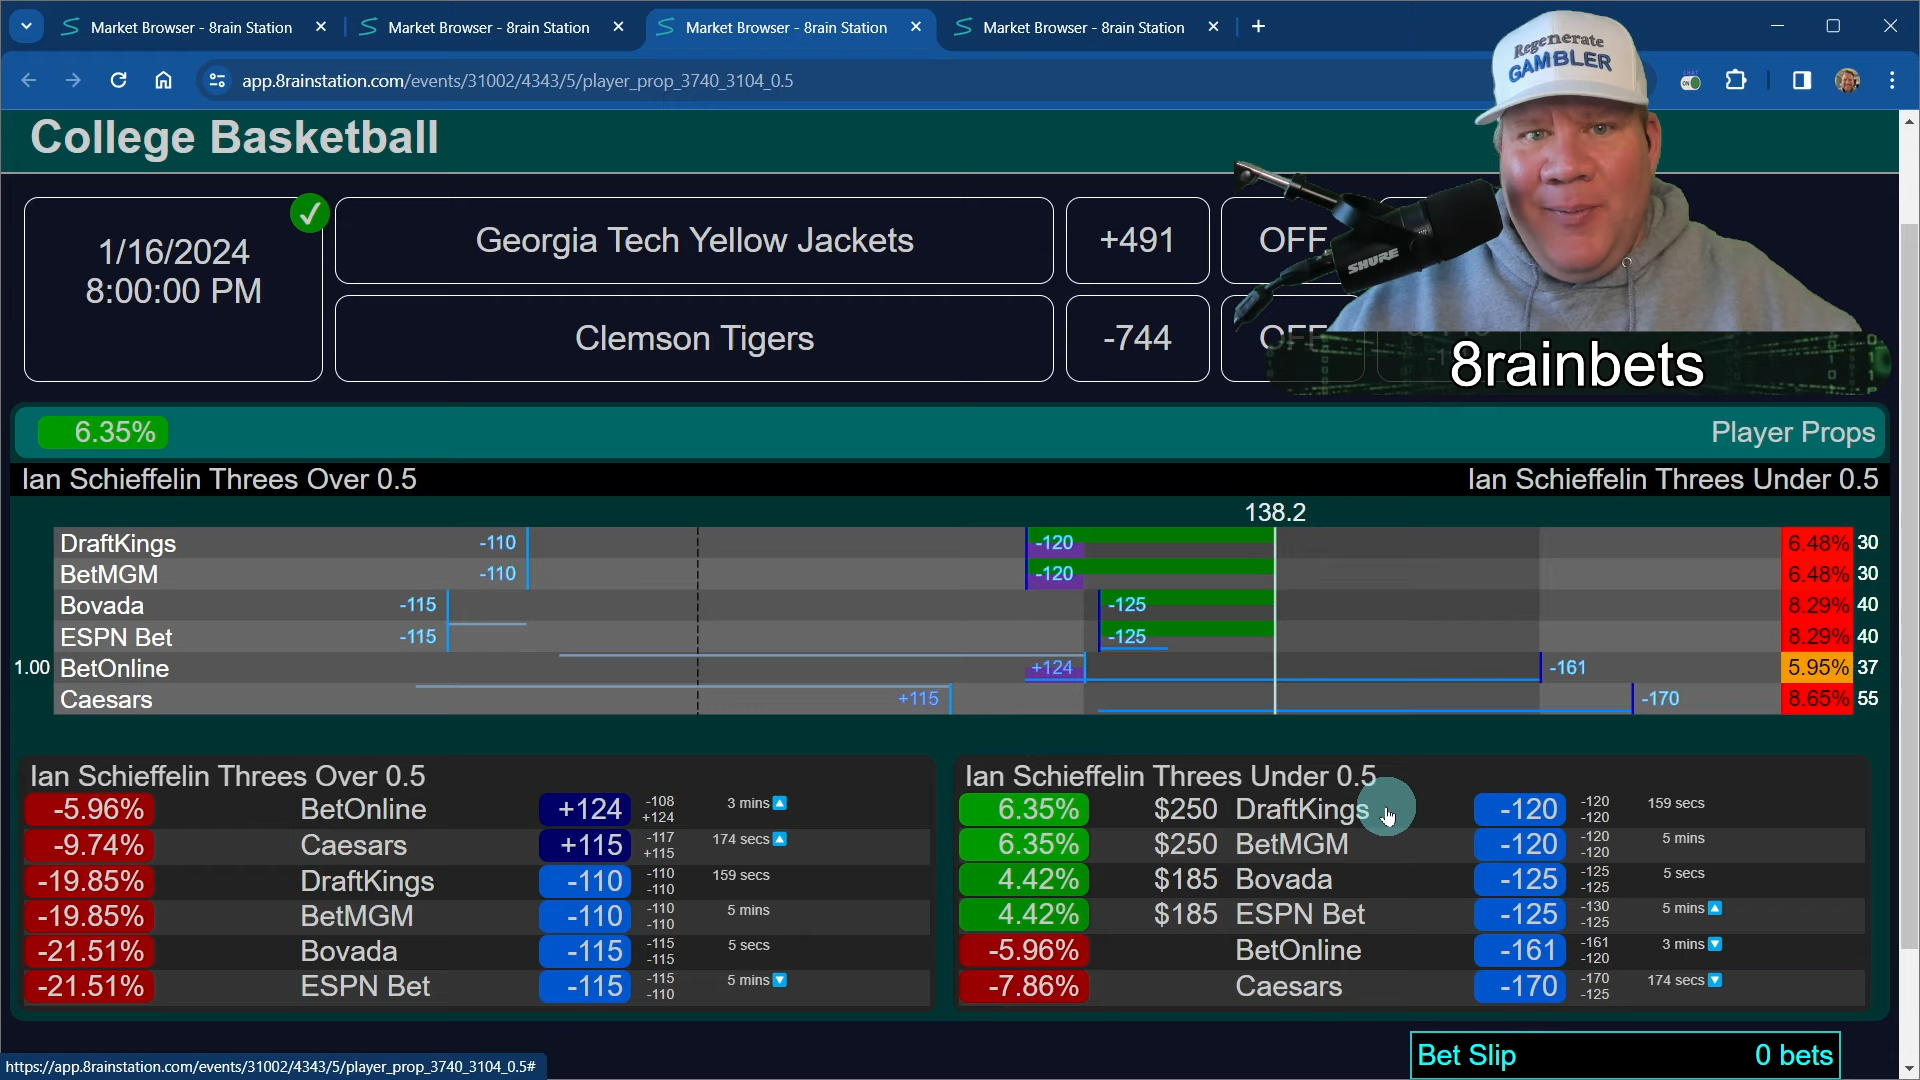 Market Browser - 8rain Station
Market Browser - 8rain Station
Market Browser - 8rain Station
Market Browser - 8rain Station
app.8rainstation.com/events/31002/4343/5/player_prop_3740_3104_0.5
Regenerate
GAMBLER
SHURE
8rainbets
College Basketball
1/16/2024
8:00:00 PM
Georgia Tech Yellow Jackets +491 OFF
Clemson Tigers -744 OFF
6.35% Player Props
Ian Schieffelin Threes Over 0.5 Ian Schieffelin Threes Under 0.5
138.2
DraftKings -110 -120 6.48% 30
BetMGM -110 -120 6.48% 30
Bovada -115 -125 8.29% 40
ESPN Bet -115 -125 8.29% 40
1.00 BetOnline +124 -161 5.95% 37
Caesars +115 -170 8.65% 55
Ian Schieffelin Threes Over 0.5
-5.96% BetOnline +124 -108 +124 3 mins
-9.74% Caesars +115 -117 +115 174 secs
-19.85% DraftKings -110 -110 -110 159 secs
-19.85% BetMGM -110 -110 -110 5 mins
-21.51% Bovada -115 -115 -115 5 secs
-21.51% ESPN Bet -115 -115 -110 5 mins
Ian Schieffelin Threes Under 0.5
6.35% $250 DraftKings -120 -120 -120 159 secs
6.35% $250 BetMGM -120 -120 -120 5 mins
4.42% $185 Bovada -125 -125 -125 5 secs
4.42% $185 ESPN Bet -125 -130 -125 5 mins
-5.96% BetOnline -161 -161 -120 3 mins
-7.86% Caesars -170 -170 -125 174 secs
Bet Slip 0 bets
https://app.8rainstation.com/events/31002/4343/5/player_prop_3740_3104_0.5#